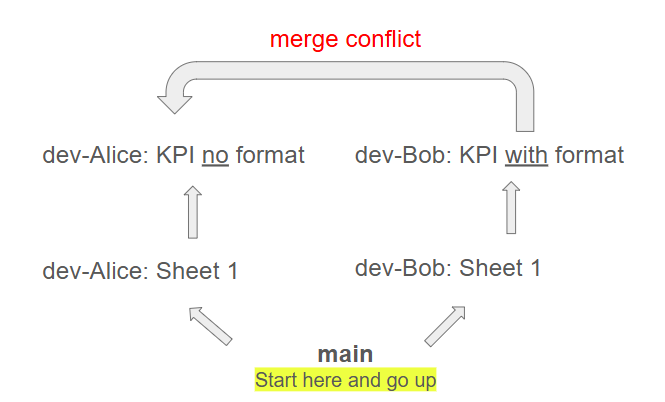 merge conflict
dev-Alice: KPI no format
dev-Bob: KPI with format
dev-Alice: Sheet 1
dev-Bob: Sheet 1
main
Start here and go up